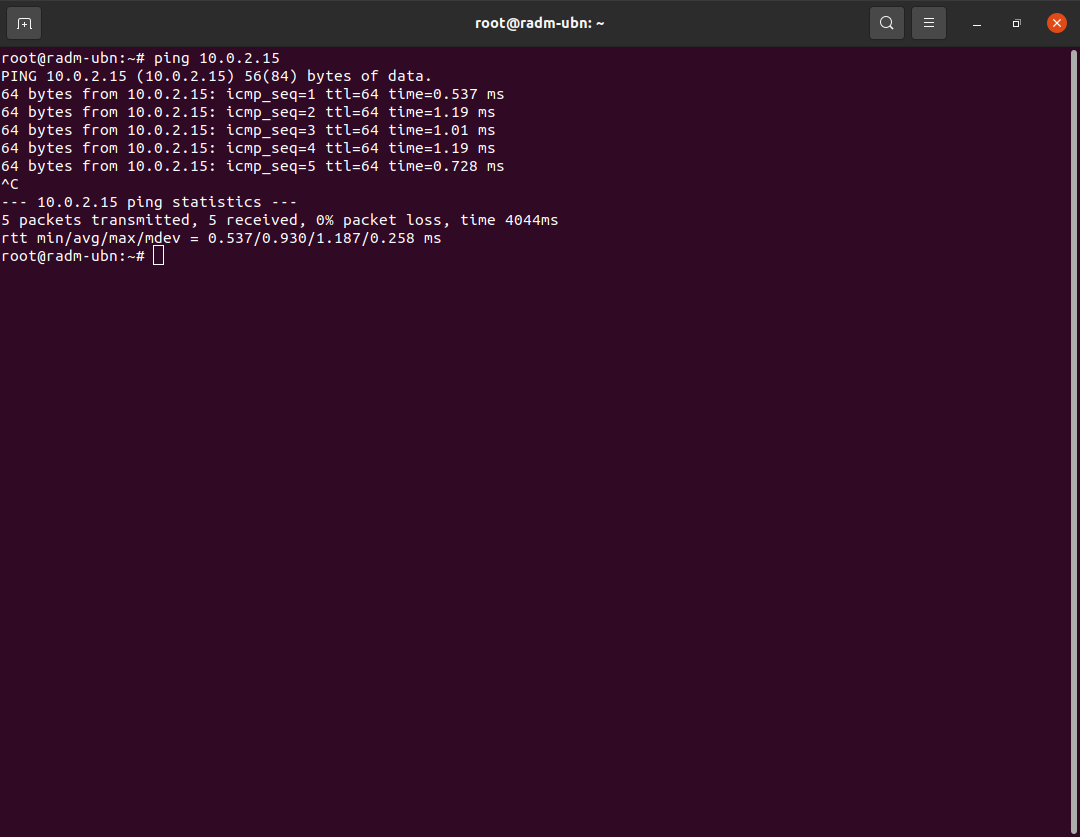 root@radm-ubn: ~
root@radm-ubn:~# ping 10.0.2.15
PING 10.0.2.15 (10.0.2.15) 56(84) bytes of data.
64 bytes from 10.0.2.15: icmp_seq=1 ttl=64 time=0.537 ms
64 bytes from 10.0.2.15: icmp_seq=2 ttl=64 time=1.19 ms
64 bytes from 10.0.2.15: icmp_seq=3 ttl=64 time=1.01 ms
64 bytes from 10.0.2.15: icmp_seq=4 ttl=64 time=1.19 ms
64 bytes from 10.0.2.15: icmp_seq=5 ttl=64 time=0.728 ms
^C
--- 10.0.2.15 ping statistics ---
5 packets transmitted, 5 received, 0% packet loss, time 4044ms
rtt min/avg/max/mdev = 0.537/0.930/1.187/0.258 ms
root@radm-ubn:~#